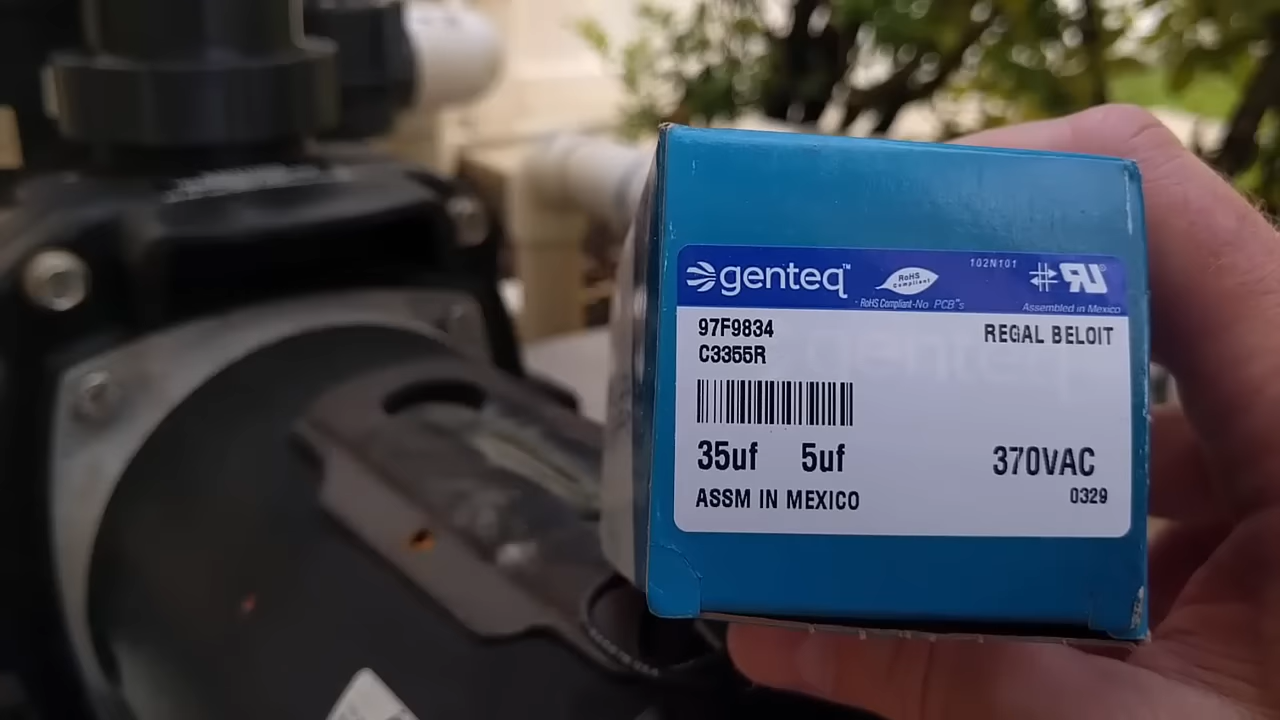 genteq™
RoHS
Compliant
RoHS Compliant-No PCB"s
102N101
Assembled in Mexico
97F9834
C3355R
REGAL BELOIT
35uf 5uf
370VAC
ASSM IN MEXICO
0329